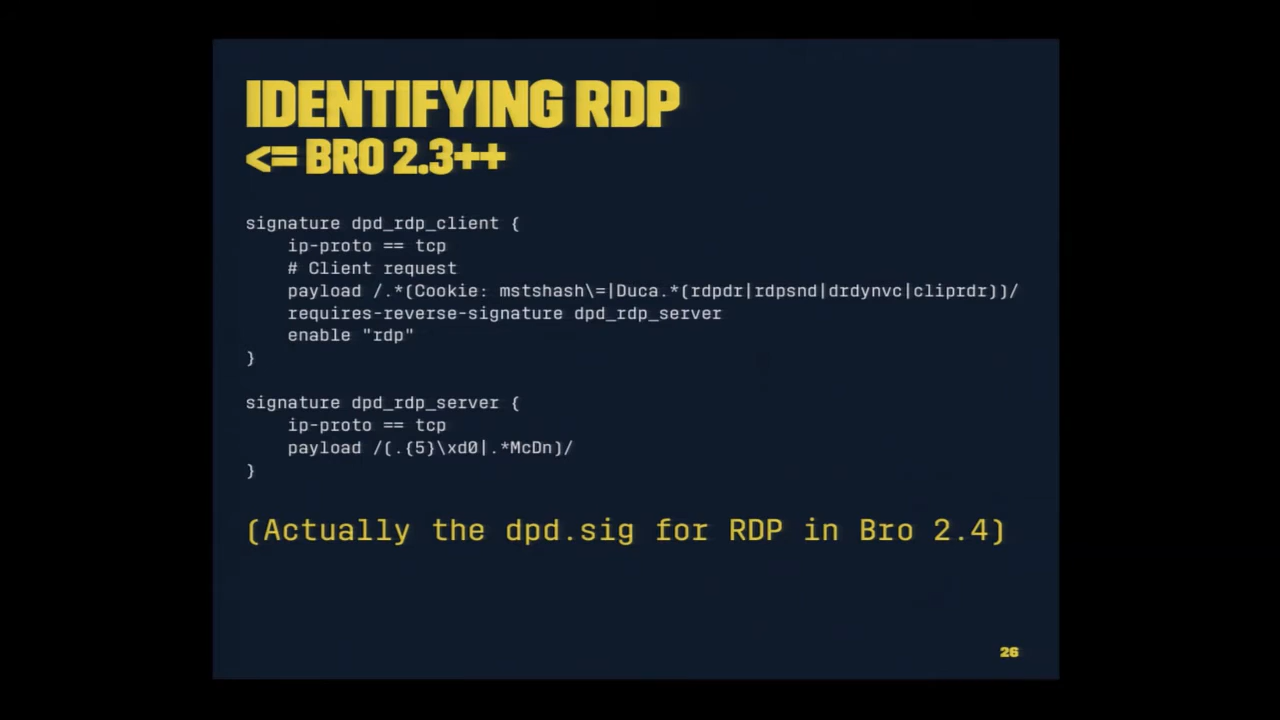 IDENTIFYING RDP
<= BRO 2.3++
signature dpd_rdp_client {
    ip-proto == tcp
    # Client request
    payload /.*(Cookie: mstshash\=|Duca.*(rdpdr|rdpsnd|drdynvc|cliprdr))/
    requires-reverse-signature dpd_rdp_server
    enable "rdp"
}
signature dpd_rdp_server {
    ip-proto == tcp
    payload /(.{5}\xd0|.*McDn)/
}
(Actually the dpd.sig for RDP in Bro 2.4)
26